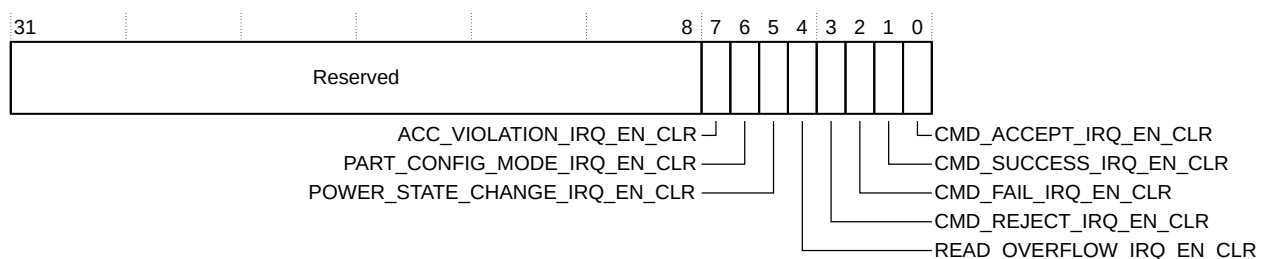 31 8 7 6 5 4 3 2 1 0
Reserved
ACC_VIOLATION_IRQ_EN_CLR CMD_ACCEPT_IRQ_EN_CLR
PART_CONFIG_MODE_IRQ_EN_CLR CMD_SUCCESS_IRQ_EN_CLR
POWER_STATE_CHANGE_IRQ_EN_CLR CMD_FAIL_IRQ_EN_CLR
CMD_REJECT_IRQ_EN_CLR
READ_OVERFLOW_IRQ_EN_CLR